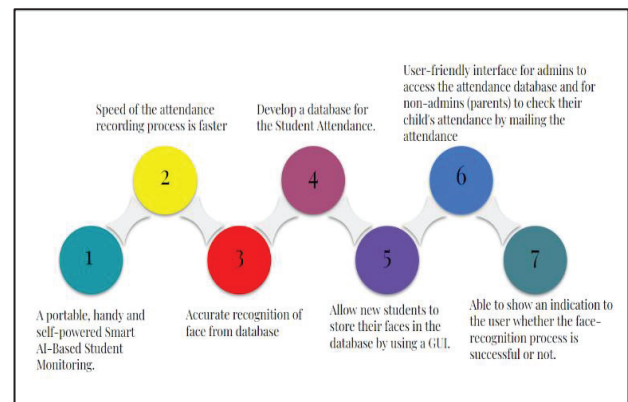 1
A portable, handy and
self-powered Smart
AI-Based Student
Monitoring.
Speed of the attendance
recording process is faster
2
3
Accurate recognition of
face from database
Develop a database for
the Student Attendance.
4
5
Allow new students to
store their faces in the
database by using a GUI.
User-friendly interface for admins to
access the attendance database and for
non-admins (parents) to check their
child's attendance by mailing the
attendance
6
7
Able to show an indication to
the user whether the face-
recognition process is
successful or not.